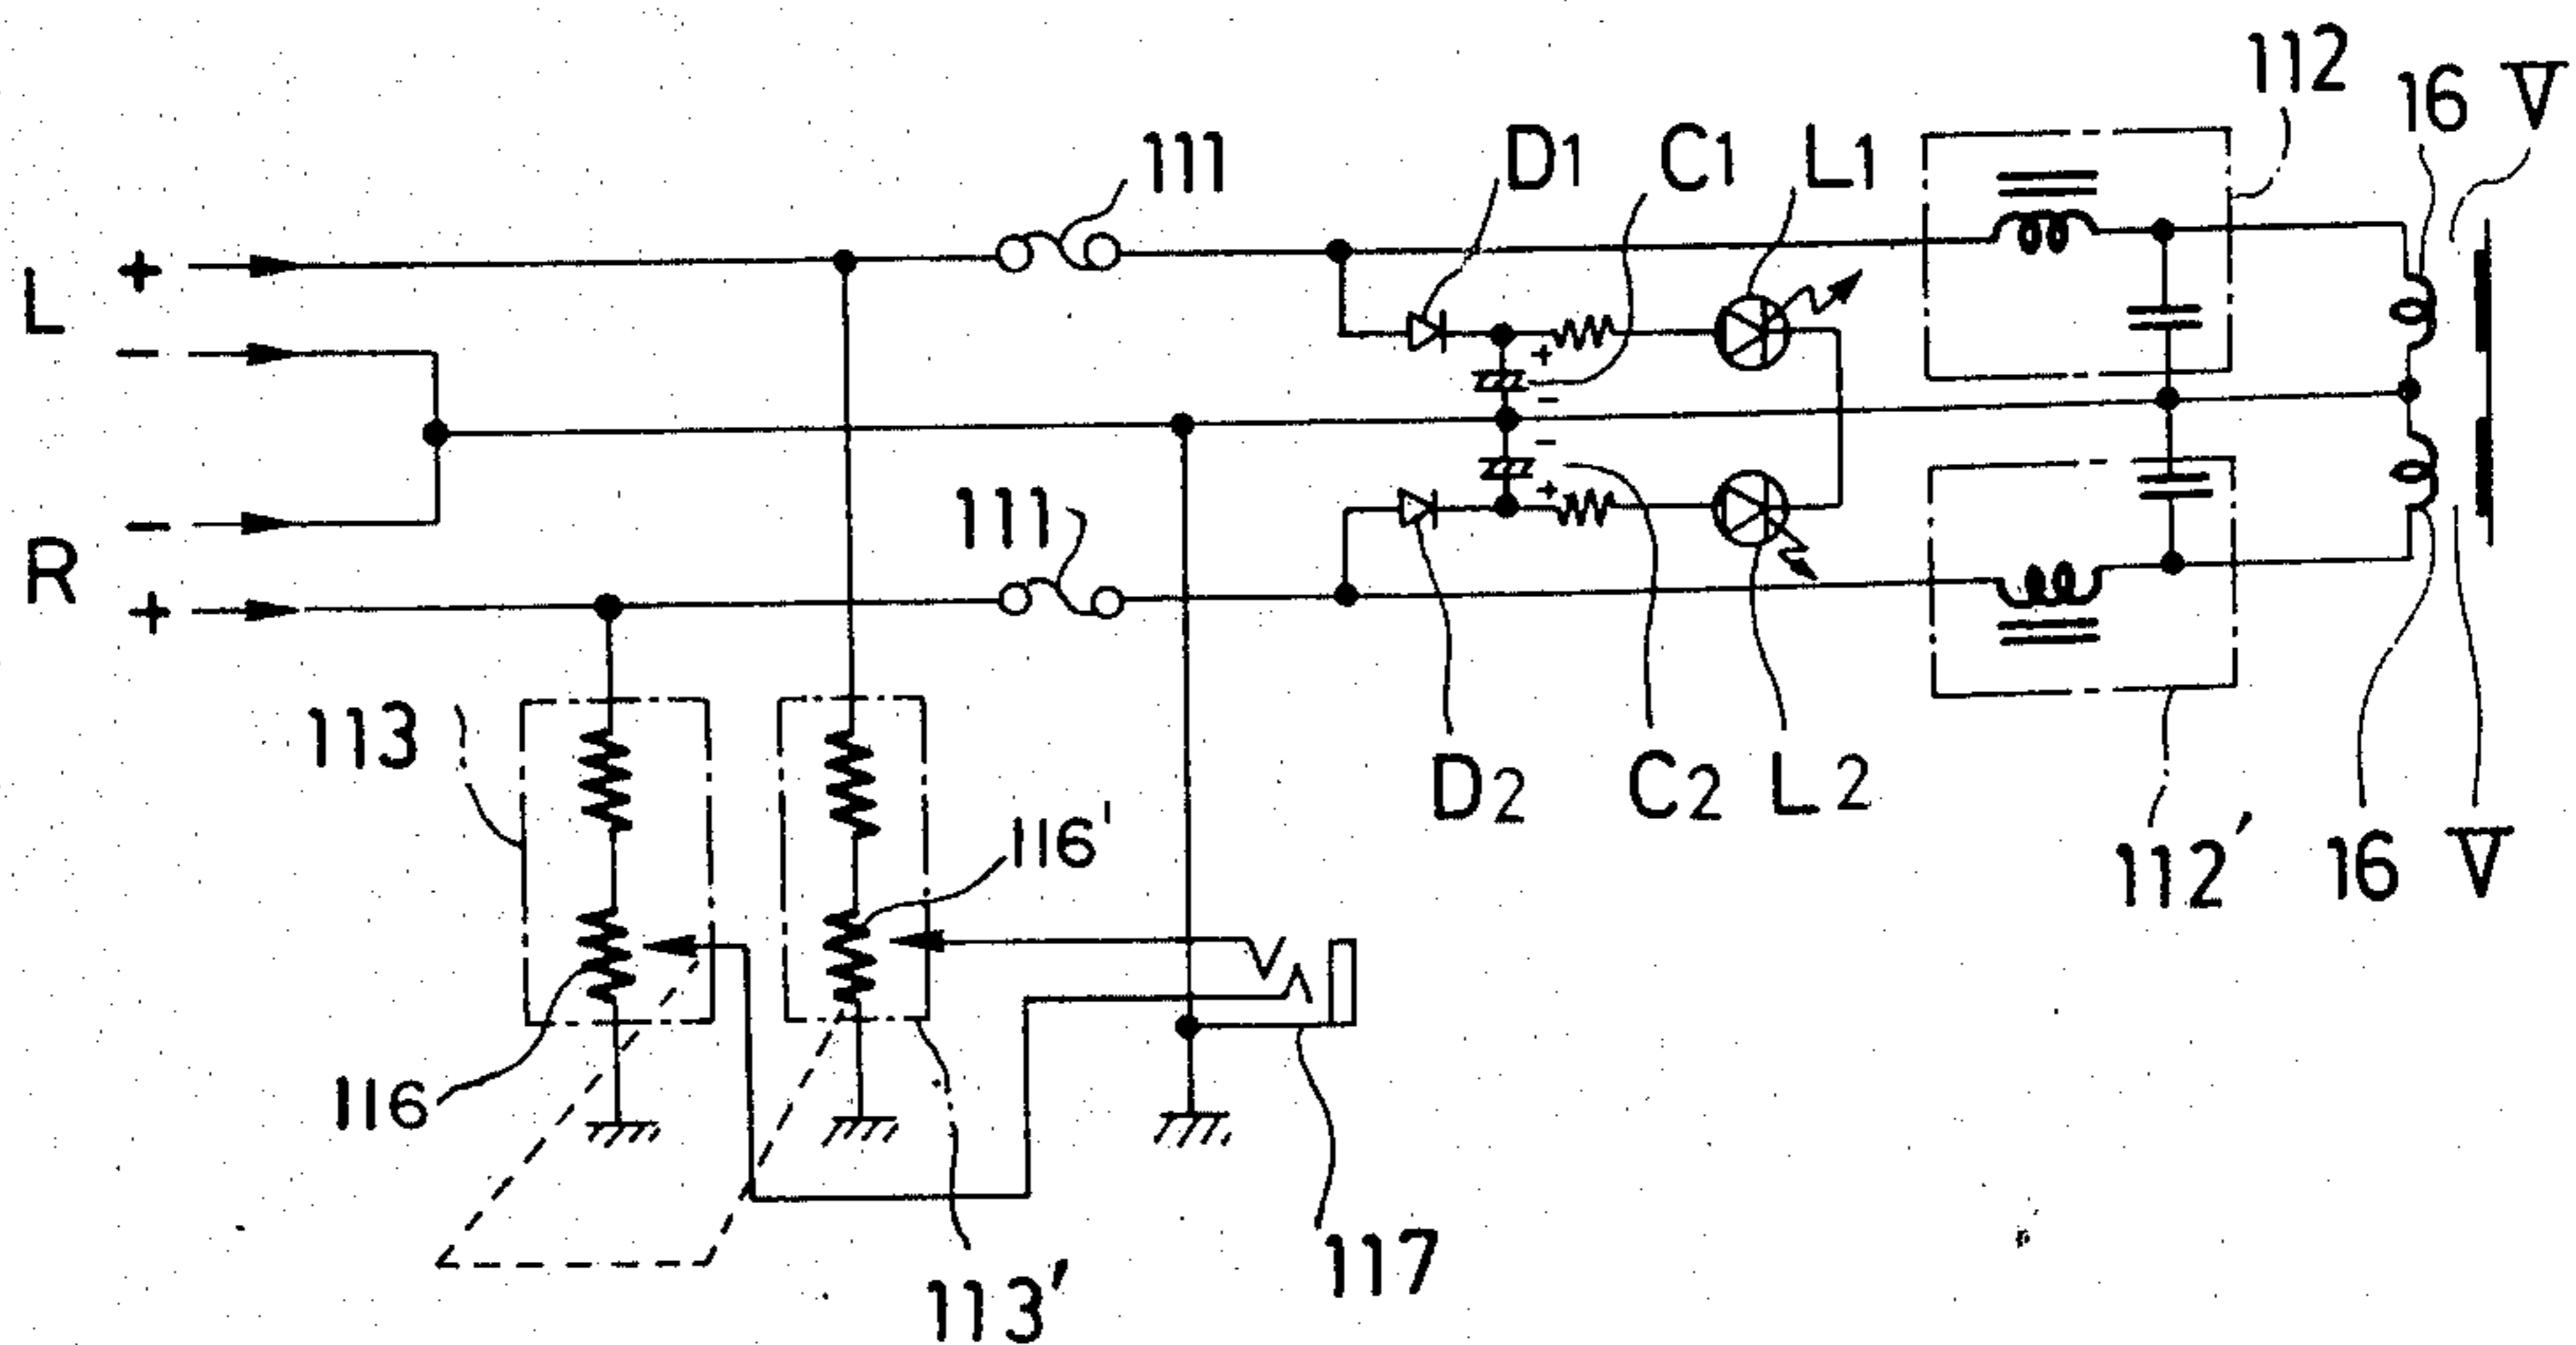 112
16 V
111
D1 C1 L1
L +
−
+
−
−
+
111
−
R
+
113
D2 C2 L2
116'
112'
16 V
116
117
113'